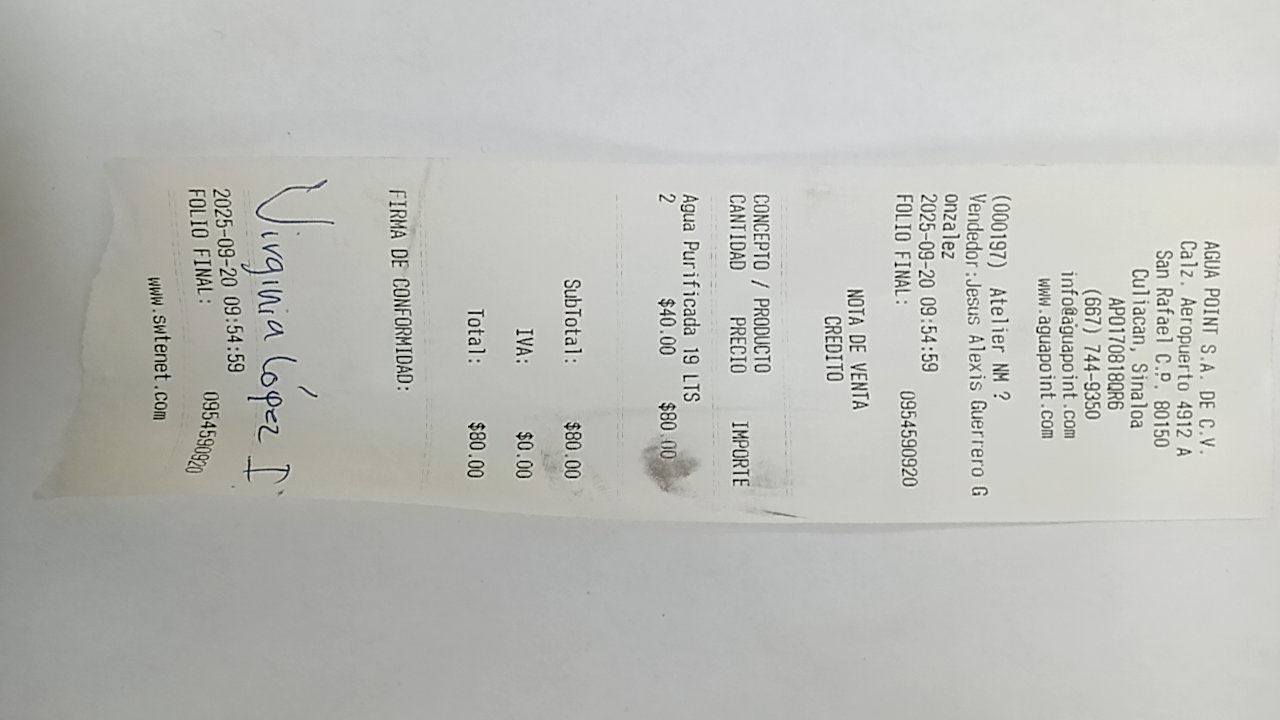 AGUA POINT S.A. DE C.V.
Calz. Aeropuerto 4912 A
San Rafael C.P. 80150
Culiacan, Sinaloa
APO170818QR6
(667) 744-9350
info@aguapoint.com
www.aguapoint.com
(000197) Atelier NM ?
Vendedor:Jesus Alexis Guerrero G
onzalez
2025-09-20 09:54:59
FOLIO FINAL: 0954590920
NOTA DE VENTA
CREDITO
CONCEPTO / PRODUCTO
CANTIDAD PRECIO IMPORTE
Agua Purificada 19 LTS
2 $40.00 $80.00
SubTotal: $80.00
IVA: $0.00
Total: $80.00
FIRMA DE CONFORMIDAD:
Virginia López I.
2025-09-20 09:54:59
FOLIO FINAL: 0954590920
www.swtenet.com